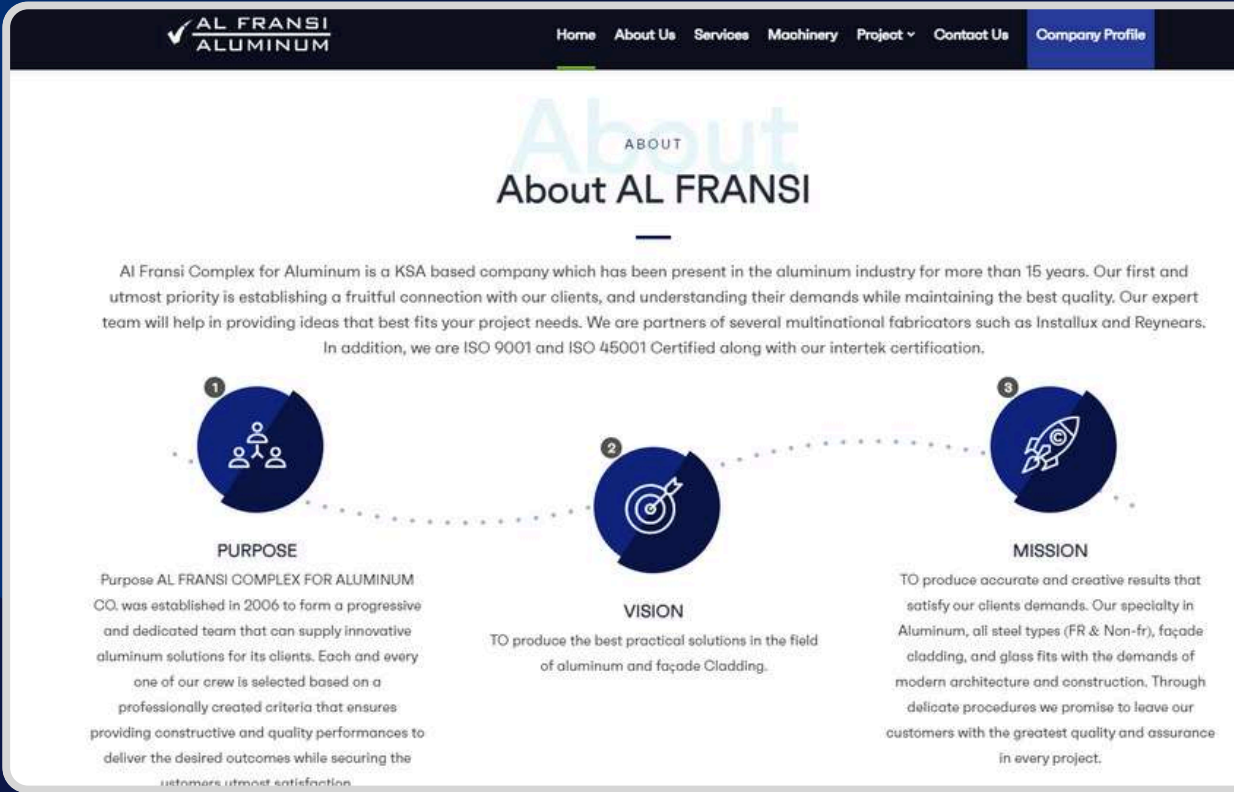 AL FRANSI
ALUMINUM
Home About Us Services Machinery Project Contact Us Company Profile
About
ABOUT
About AL FRANSI
Al Fransi Complex for Aluminum is a KSA based company which has been present in the aluminum industry for more than 15 years. Our first and
utmost priority is establishing a fruitful connection with our clients, and understanding their demands while maintaining the best quality. Our expert
team will help in providing ideas that best fits your project needs. We are partners of several multinational fabricators such as Installux and Reynears.
In addition, we are ISO 9001 and ISO 45001 Certified along with our intertek certification.
1
PURPOSE
Purpose AL FRANSI COMPLEX FOR ALUMINUM
CO. was established in 2006 to form a progressive
and dedicated team that can supply innovative
aluminum solutions for its clients. Each and every
one of our crew is selected based on a
professionally created criteria that ensures
providing constructive and quality performances to
deliver the desired outcomes while securing the
ustomers utmost satisfaction
2
VISION
TO produce the best practical solutions in the field
of aluminum and façade Cladding.
3
©
MISSION
TO produce accurate and creative results that
satisfy our clients demands. Our specialty in
Aluminum, all steel types (FR & Non-fr), façade
cladding, and glass fits with the demands of
modern architecture and construction. Through
delicate procedures we promise to leave our
customers with the greatest quality and assurance
in every project.